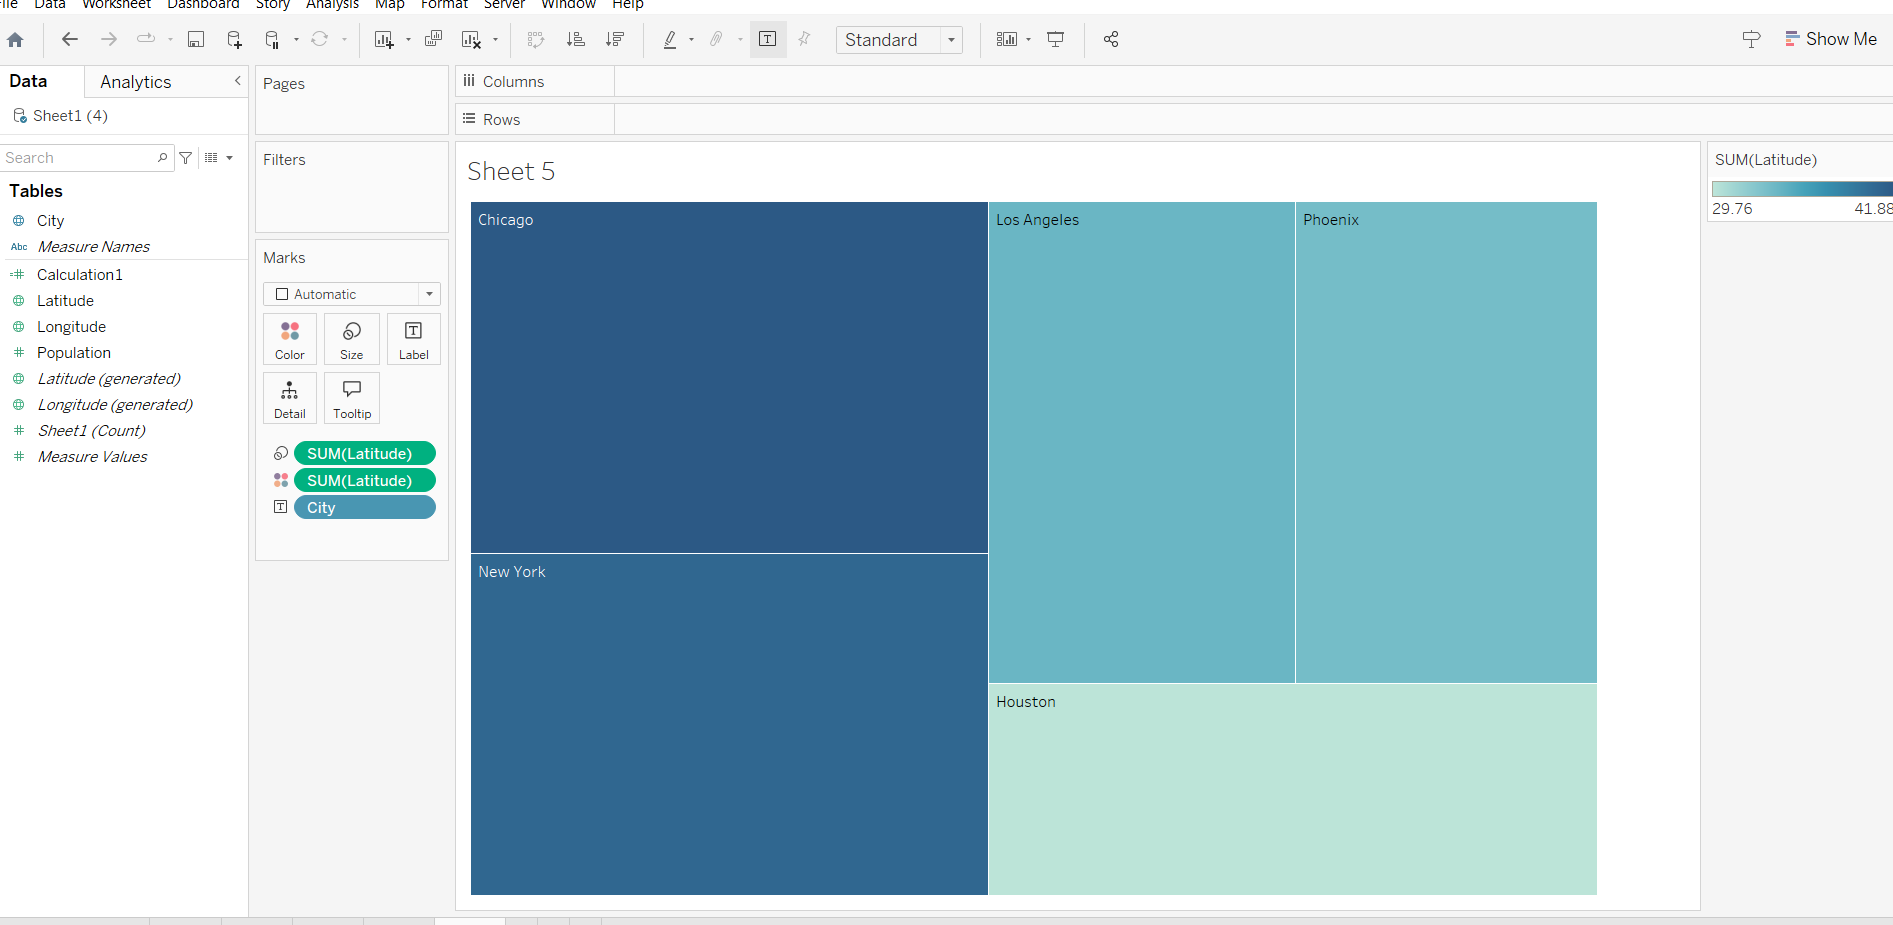 File Data Worksheet Dashboard Story Analysis Map Format Server Window Help
Standard
Show Me
Data
Analytics
Sheet1 (4)
Search
Tables
City
Abc Measure Names
Calculation1
Latitude
Longitude
Population
Latitude (generated)
Longitude (generated)
Sheet1 (Count)
Measure Values
Pages
Filters
Marks
Automatic
Color Size Label
Detail Tooltip
SUM(Latitude)
SUM(Latitude)
City
Columns
Rows
Sheet 5
Chicago
Los Angeles
Phoenix
New York
Houston
SUM(Latitude)
29.76 41.88